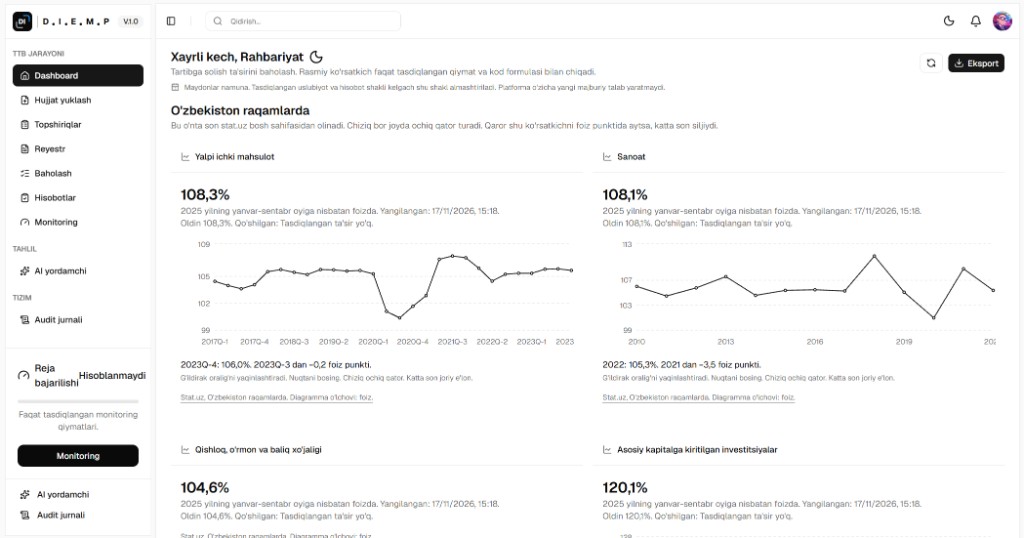 DI
D . I . E . M . P
V.1.0
Qidirish...
TTB JARAYONI
Dashboard
Hujjat yuklash
Topshiriqlar
Reyestr
Baholash
Hisobotlar
Monitoring
TAHLIL
AI yordamchi
TIZIM
Audit jurnali
Reja bajarilishi
Hisoblanmaydi
Faqat tasdiqlangan monitoring
qiymatlari.
Monitoring
AI yordamchi
Audit jurnali
Xayrli kech, Rahbariyat
Tartibga solish ta'sirini baholash. Rasmiy ko'rsatkich faqat tasdiqlangan qiymat va kod formulasi bilan chiqadi.
Maydonlar namuna. Tasdiqlangan uslubiyot va hisobot shakli kelgach shu shakl almashtiriladi. Platforma o'zicha yangi majburiy talab yaratmaydi.
Eksport
O'zbekiston raqamlarda
Bu o'nta son stat.uz bosh sahifasidan olinadi. Chiziq bor joyda ochiq qator turadi. Qaror shu ko'rsatkichni foiz punktida aytsa, katta son siljiydi.
Yalpi ichki mahsulot
108,3%
2025 yilning yanvar-sentabr oyiga nisbatan foizda. Yangilangan: 17/11/2026, 15:18.
Oldin 108,3%. Qo'shilgan: Tasdiqlangan ta'sir yo'q.
109
105
102
99
2017Q-1 2017Q-4 2018Q-3 2019Q-2 2020Q-1 2020Q-4 2021Q-3 2022Q-2 2023Q-1 2023
2023Q-4: 106,0%. 2023Q-3 dan −0,2 foiz punkti.
G'ildirak oralig'ni yaqinlashtiradi. Nuqtani bosing. Chiziq ochiq qator. Katta son joriy e'lon.
Stat.uz, O'zbekiston raqamlarda. Diagramma o'lchovi: foiz.
Sanoat
108,1%
2025 yilning yanvar-sentabr oyiga nisbatan foizda. Yangilangan: 17/11/2026, 15:18.
Oldin 108,1%. Qo'shilgan: Tasdiqlangan ta'sir yo'q.
113
107
103
99
2010 2013 2016 2019 202
2022: 105,3%. 2021 dan −3,5 foiz punkti.
G'ildirak oralig'ni yaqinlashtiradi. Nuqtani bosing. Chiziq ochiq qator. Katta son joriy e'lon.
Stat.uz, O'zbekiston raqamlarda. Diagramma o'lchovi: foiz.
Qishloq, o'rmon va baliq xo'jaligi
104,6%
2025 yilning yanvar-sentabr oyiga nisbatan foizda. Yangilangan: 17/11/2026, 15:18.
Oldin 104,6%. Qo'shilgan: Tasdiqlangan ta'sir yo'q.
Stat.uz, O'zbekiston raqamlarda. Diagramma o'lchovi: foiz.
Asosiy kapitalga kiritilgan investitsiyalar
120,1%
2025 yilning yanvar-sentabr oyiga nisbatan foizda. Yangilangan: 17/11/2026, 15:18.
Oldin 120,1%. Qo'shilgan: Tasdiqlangan ta'sir yo'q.